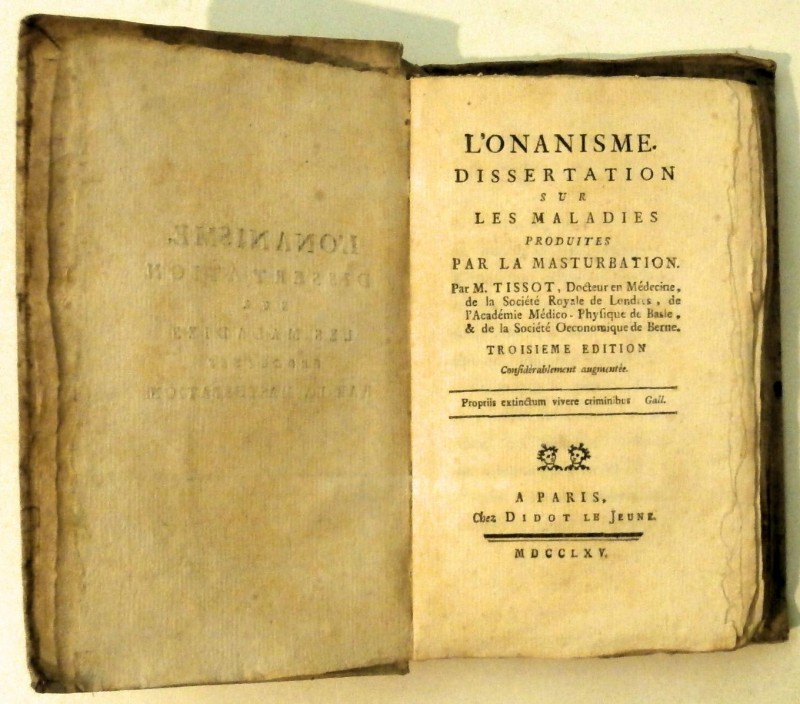 L'ONANISME.
DISSERTATION
SUR
LES MALADIES
PRODUITES
PAR LA MASTURBATION.
Par M. TISSOT, Docteur en Médecine,
de la Société Royale de Londres, de
l'Académie Médico-Phyſique de Basle,
& de la Société Oeconomique de Berne.
TROISIEME EDITION
Conſidérablement augmentée.
Propriis extinctum vivere criminibus Gall.
A PARIS,
Chez DIDOT LE JEUNE.
MDCCLXV.